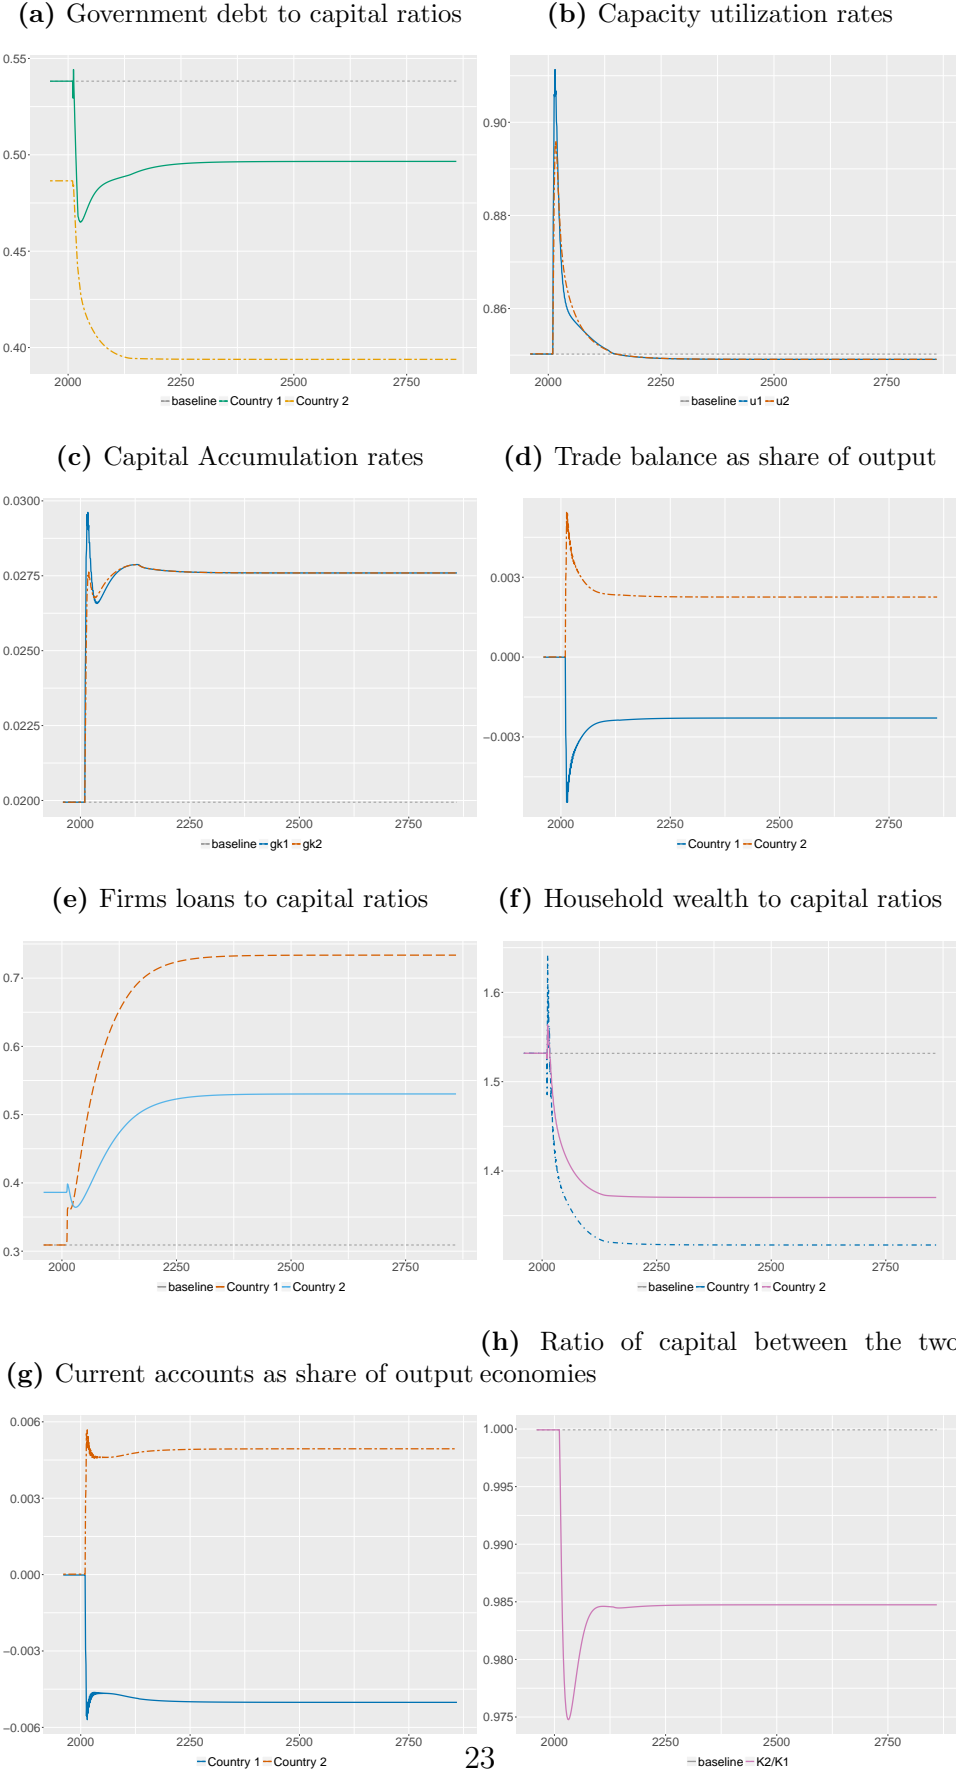 (a) Government debt to capital ratios
0.55
0.50
0.45
0.40
2000 2250 2500 2750
baseline Country 1 Country 2
(b) Capacity utilization rates
0.90
0.88
0.86
2000 2250 2500 2750
baseline u1 u2
(c) Capital Accumulation rates
0.0300
0.0275
0.0250
0.0225
0.0200
2000 2250 2500 2750
baseline gk1 gk2
(d) Trade balance as share of output
0.003
0.000
−0.003
2000 2250 2500 2750
Country 1 Country 2
(e) Firms loans to capital ratios
0.7
0.6
0.5
0.4
0.3
2000 2250 2500 2750
baseline Country 1 Country 2
(f) Household wealth to capital ratios
1.6
1.5
1.4
2000 2250 2500 2750
baseline Country 1 Country 2
(g) Current accounts as share of output
0.006
0.003
0.000
−0.003
−0.006
2000 2250 2500 2750
Country 1 Country 2
(h) Ratio of capital between the two
economies
1.000
0.995
0.990
0.985
0.980
0.975
2000 2250 2500 2750
baseline K2/K1
23